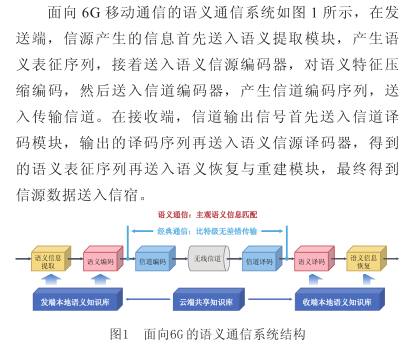 面向 6G 移动通信的语义通信系统如图 1 所示，在发
送端，信源产生的信息首先送入语义提取模块，产生语
义表征序列，接着送入语义信源编码器，对语义特征压
缩编码，然后送入信道编码器，产生信道编码序列，送
入传输信道。在接收端，信道输出信号首先送入信道译
码模块，输出的译码序列再送入语义信源译码器，得到
的语义表征序列再送入语义恢复与重建模块，最终得到
信源数据送入信宿。
语义通信：主观语义信息匹配
经典通信：比特级无差错传输
语义信息
提取
语义编码
信道编码
无线信道
信道译码
语义译码
语义信息
恢复
发端本地语义知识库
云端共享知识库
收端本地语义知识库
图1 面向6G的语义通信系统结构